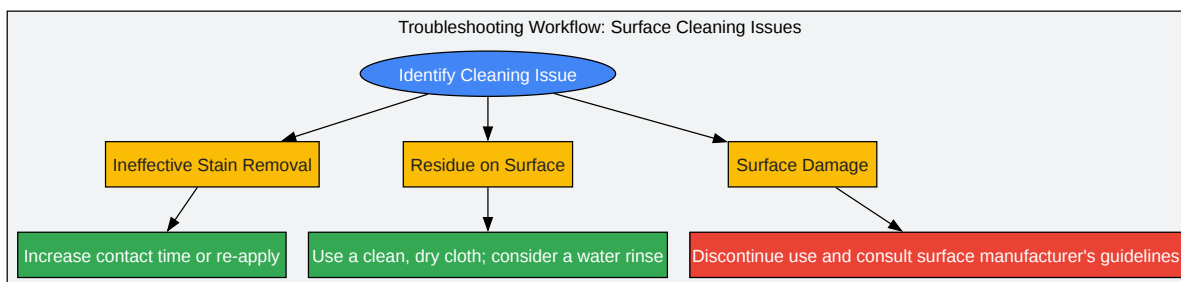 Troubleshooting Workflow: Surface Cleaning Issues
Identify Cleaning Issue
Ineffective Stain Removal
Residue on Surface
Surface Damage
Increase contact time or re-apply
Use a clean, dry cloth; consider a water rinse
Discontinue use and consult surface manufacturer's guidelines